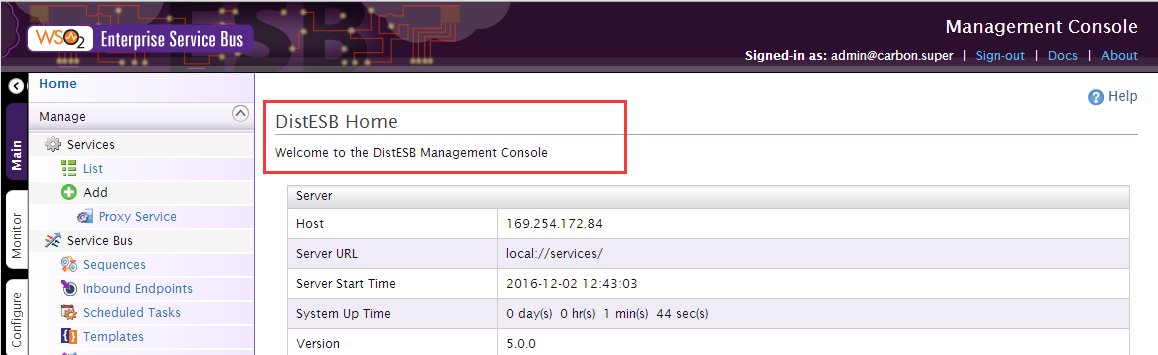 WSO2 Enterprise Service Bus
Management Console
Signed-in as: admin@carbon.super | Sign-out | Docs | About
Home
Help
Manage
Main
Monitor
Configure
Services
List
Add
Proxy Service
Service Bus
Sequences
Inbound Endpoints
Scheduled Tasks
Templates
DistESB Home
Welcome to the DistESB Management Console
Server
Host 169.254.172.84
Server URL local://services/
Server Start Time 2016-12-02 12:43:03
System Up Time 0 day(s) 0 hr(s) 1 min(s) 44 sec(s)
Version 5.0.0